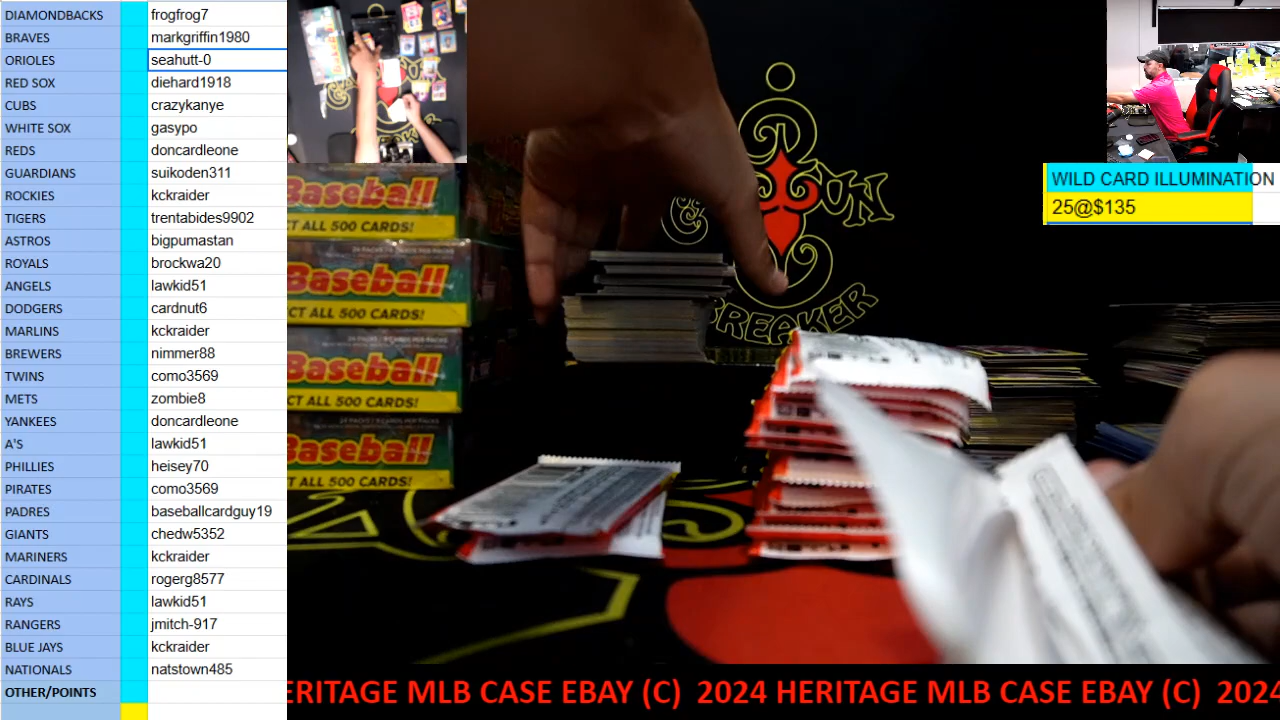 DIAMONDBACKS frogfrog7
BRAVES markgriffin1980
ORIOLES seahutt-0
RED SOX diehard1918
CUBS crazykanye
WHITE SOX gasypo
REDS doncardleone
GUARDIANS suikoden311
ROCKIES kckraider
TIGERS trentabides9902
ASTROS bigpumastan
ROYALS brockwa20
ANGELS lawkid51
DODGERS cardnut6
MARLINS kckraider
BREWERS nimmer88
TWINS como3569
METS zombie8
YANKEES doncardleone
A'S lawkid51
PHILLIES heisey70
PIRATES como3569
PADRES baseballcardguy19
GIANTS chedw5352
MARINERS kckraider
CARDINALS rogerg8577
RAYS lawkid51
RANGERS jmitch-917
BLUE JAYS kckraider
NATIONALS natstown485
OTHER/POINTS
Baseball
CT ALL 500 CARDS!
Baseball
CT ALL 500 CARDS!
Baseball
CT ALL 500 CARDS!
Baseball
CT ALL 500 CARDS!
BREAKER
WILD CARD ILLUMINATION
25@$135
ERITAGE MLB CASE EBAY (C) 2024 HERITAGE MLB CASE EBAY (C) 2024